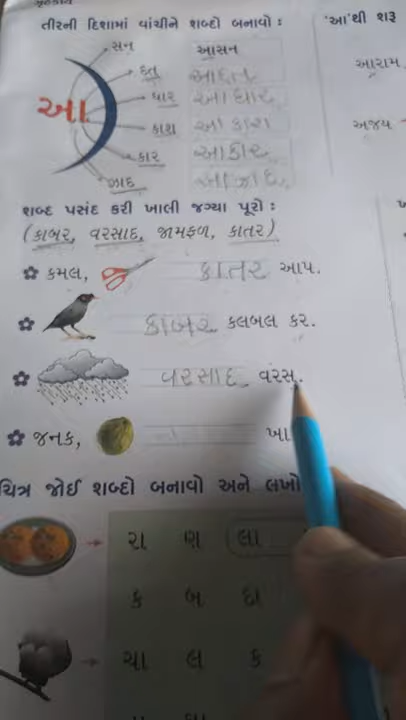 તીરની દિશામાં વાંચીને શબ્દો બનાવો :
'આ'થી શરૂ
સન આસન
દત આદત
આ ધાર આધાર
કાશ આકાશ
કાર આકાર
ઝાદ આઝાદ
આરામ
અજય
શબ્દ પસંદ કરી ખાલી જગ્યા પૂરો :
(કાબર, વરસાદ, જામફળ, કાતર)
કમલ, કાતર આપ.
કાબર કલબલ કર.
વરસાદ વરસ.
જનક, ખા
ચિત્ર જોઈ શબ્દો બનાવો અને લખો
રા ણ લા
ક બ દા
ચા લ ક